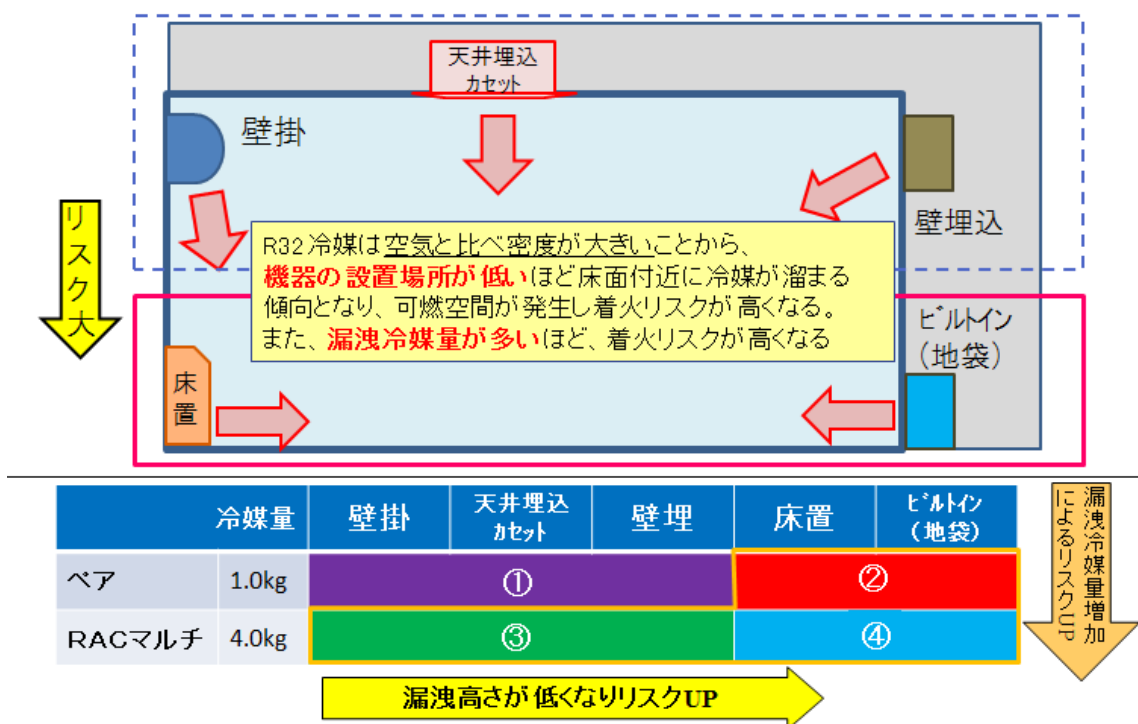 天井埋込
カセット
壁掛
リスク大
壁埋込
R32冷媒は空気と比べ密度が大きいことから、
機器の設置場所が低いほど床面付近に冷媒が溜まる
傾向となり、可燃空間が発生し着火リスクが高くなる。
また、漏洩冷媒量が多いほど、着火リスクが高くなる
ビルトイン
（地袋）
床置
冷媒量 壁掛 天井埋込カセット 壁埋 床置 ビルトイン（地袋）
ペア 1.0kg ① ②
RACマルチ 4.0kg ③ ④
漏洩冷媒量増加
によるリスクUP
漏洩高さが低くなりリスクUP